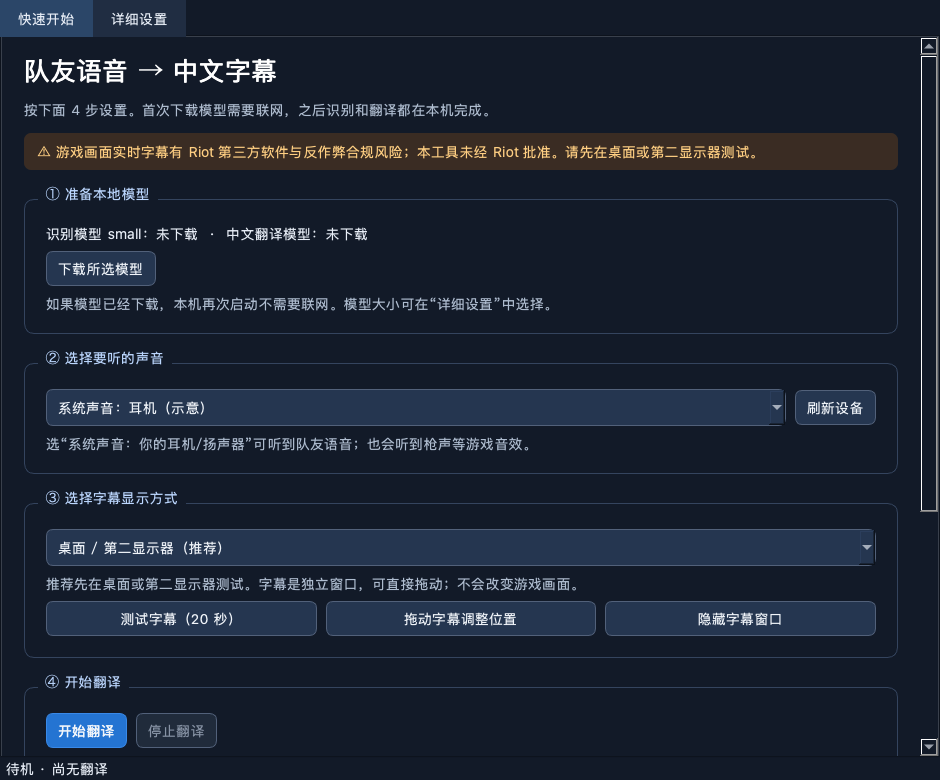 快速开始 详细设置
队友语音 → 中文字幕
按下面 4 步设置。首次下载模型需要联网，之后识别和翻译都在本机完成。
⚠ 游戏画面实时字幕有 Riot 第三方软件与反作弊合规风险；本工具未经 Riot 批准。请先在桌面或第二显示器测试。
① 准备本地模型
识别模型 small：未下载 · 中文翻译模型：未下载
下载所选模型
如果模型已经下载，本机再次启动不需要联网。模型大小可在“详细设置”中选择。
② 选择要听的声音
系统声音：耳机（示意） 刷新设备
选“系统声音：你的耳机/扬声器”可听到队友语音；也会听到枪声等游戏音效。
③ 选择字幕显示方式
桌面 / 第二显示器（推荐）
推荐先在桌面或第二显示器测试。字幕是独立窗口，可直接拖动；不会改变游戏画面。
测试字幕（20 秒） 拖动字幕调整位置 隐藏字幕窗口
④ 开始翻译
开始翻译 停止翻译
待机 · 尚无翻译